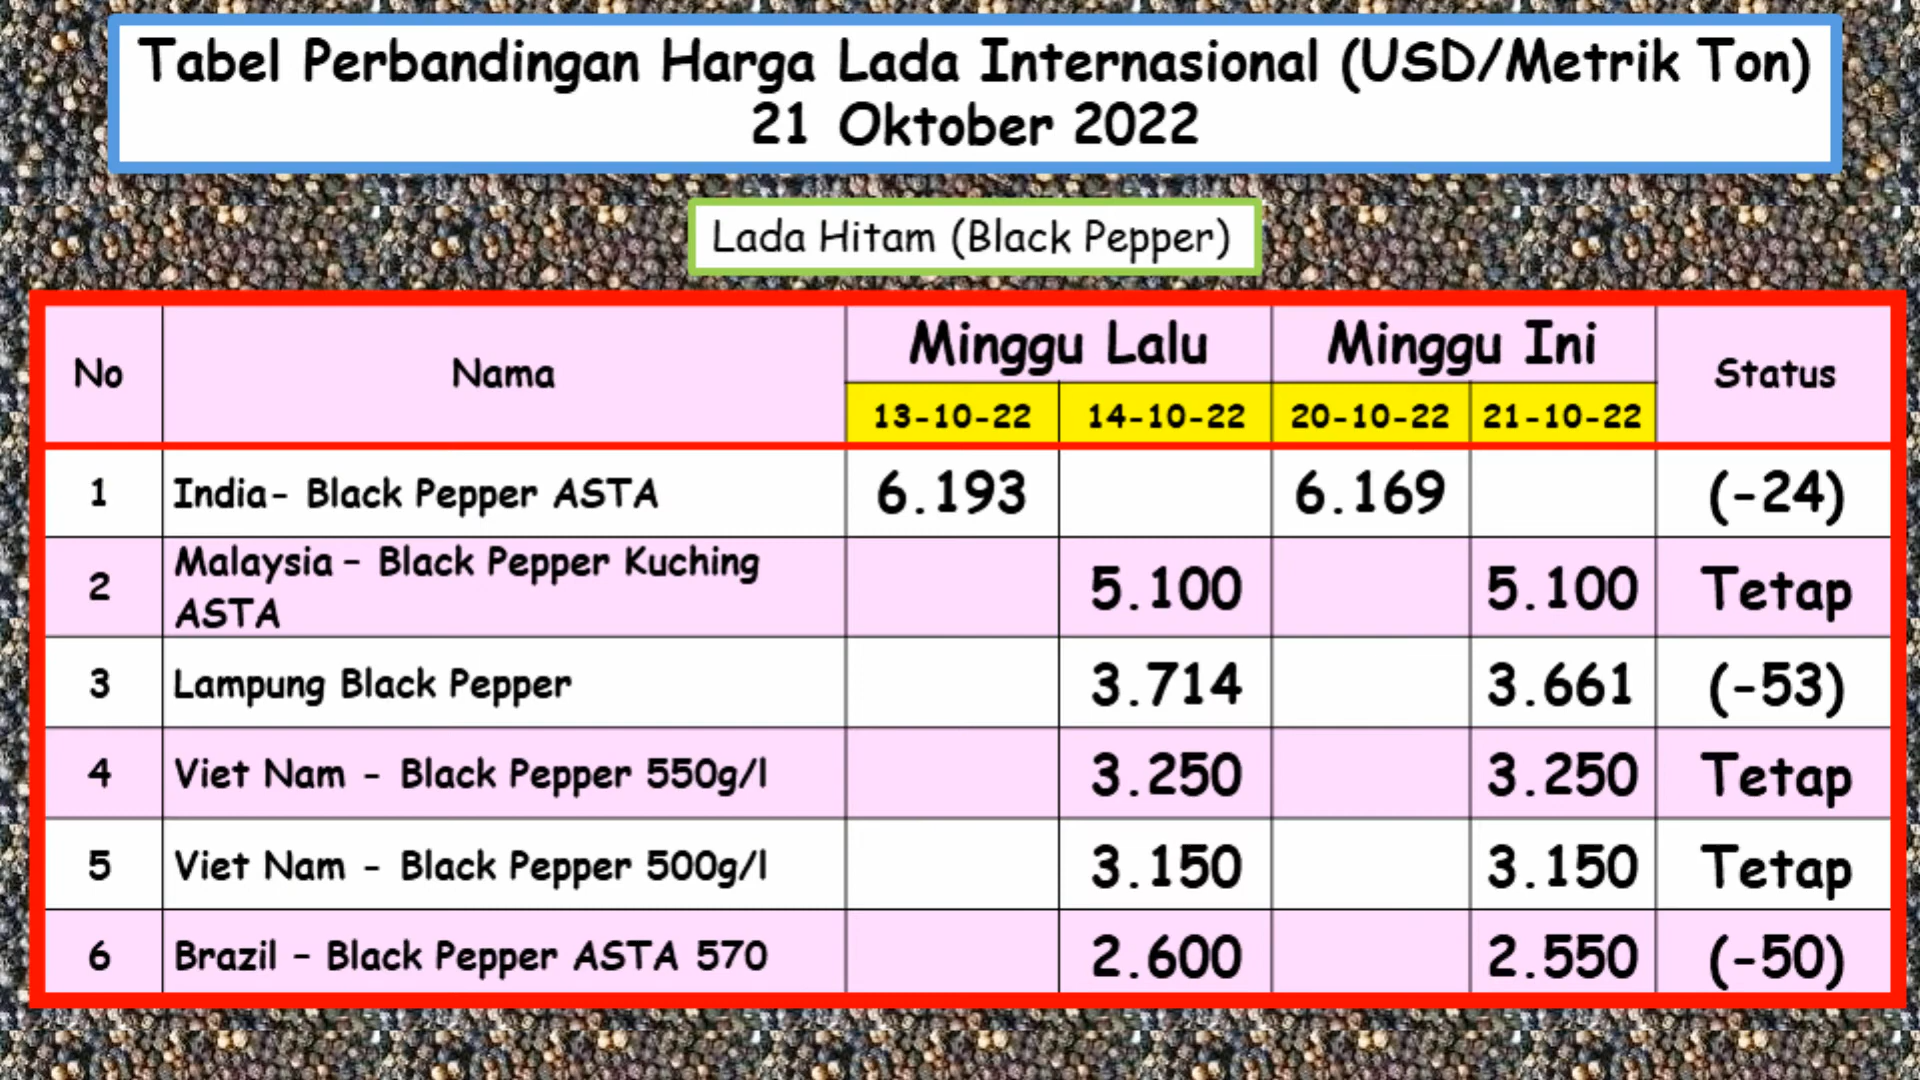 Tabel Perbandingan Harga Lada Internasional (USD/Metrik Ton)
21 Oktober 2022
Lada Hitam (Black Pepper)
No Nama Minggu Lalu Minggu Ini Status
13-10-22 14-10-22 20-10-22 21-10-22
1 India- Black Pepper ASTA 6.193 6.169 (-24)
2 Malaysia – Black Pepper Kuching
ASTA 5.100 5.100 Tetap
3 Lampung Black Pepper 3.714 3.661 (-53)
4 Viet Nam - Black Pepper 550g/l 3.250 3.250 Tetap
5 Viet Nam - Black Pepper 500g/l 3.150 3.150 Tetap
6 Brazil – Black Pepper ASTA 570 2.600 2.550 (-50)